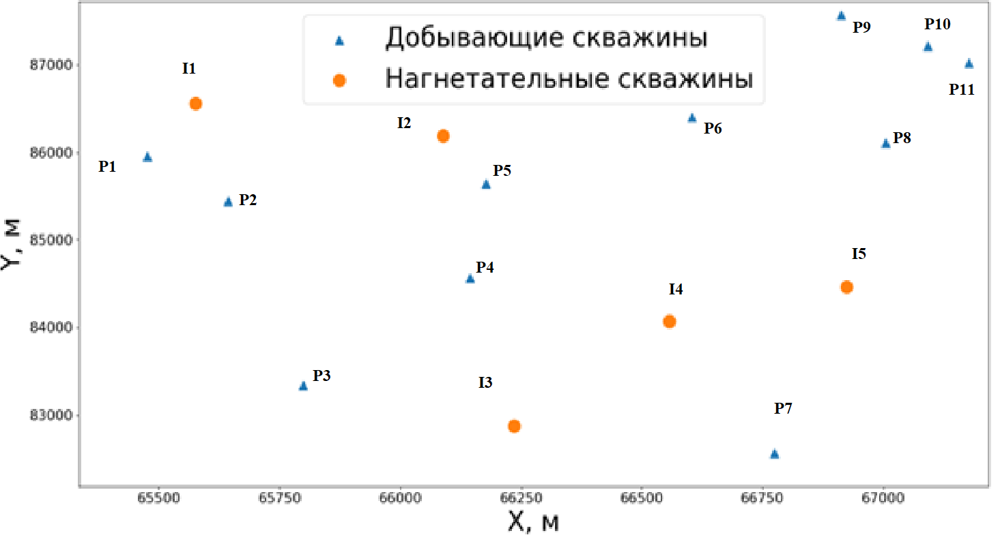 Добывающие скважины
Нагнетательные скважины
P9
P10
P11
87000
I1
I2
P6
P8
86000
P1
P5
P2
85000
P4
I5
I4
84000
P3
I3
P7
83000
Y, м
65500
65750
66000
66250
66500
66750
67000
X, м